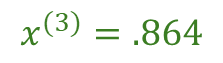 x⁽³⁾ = .864